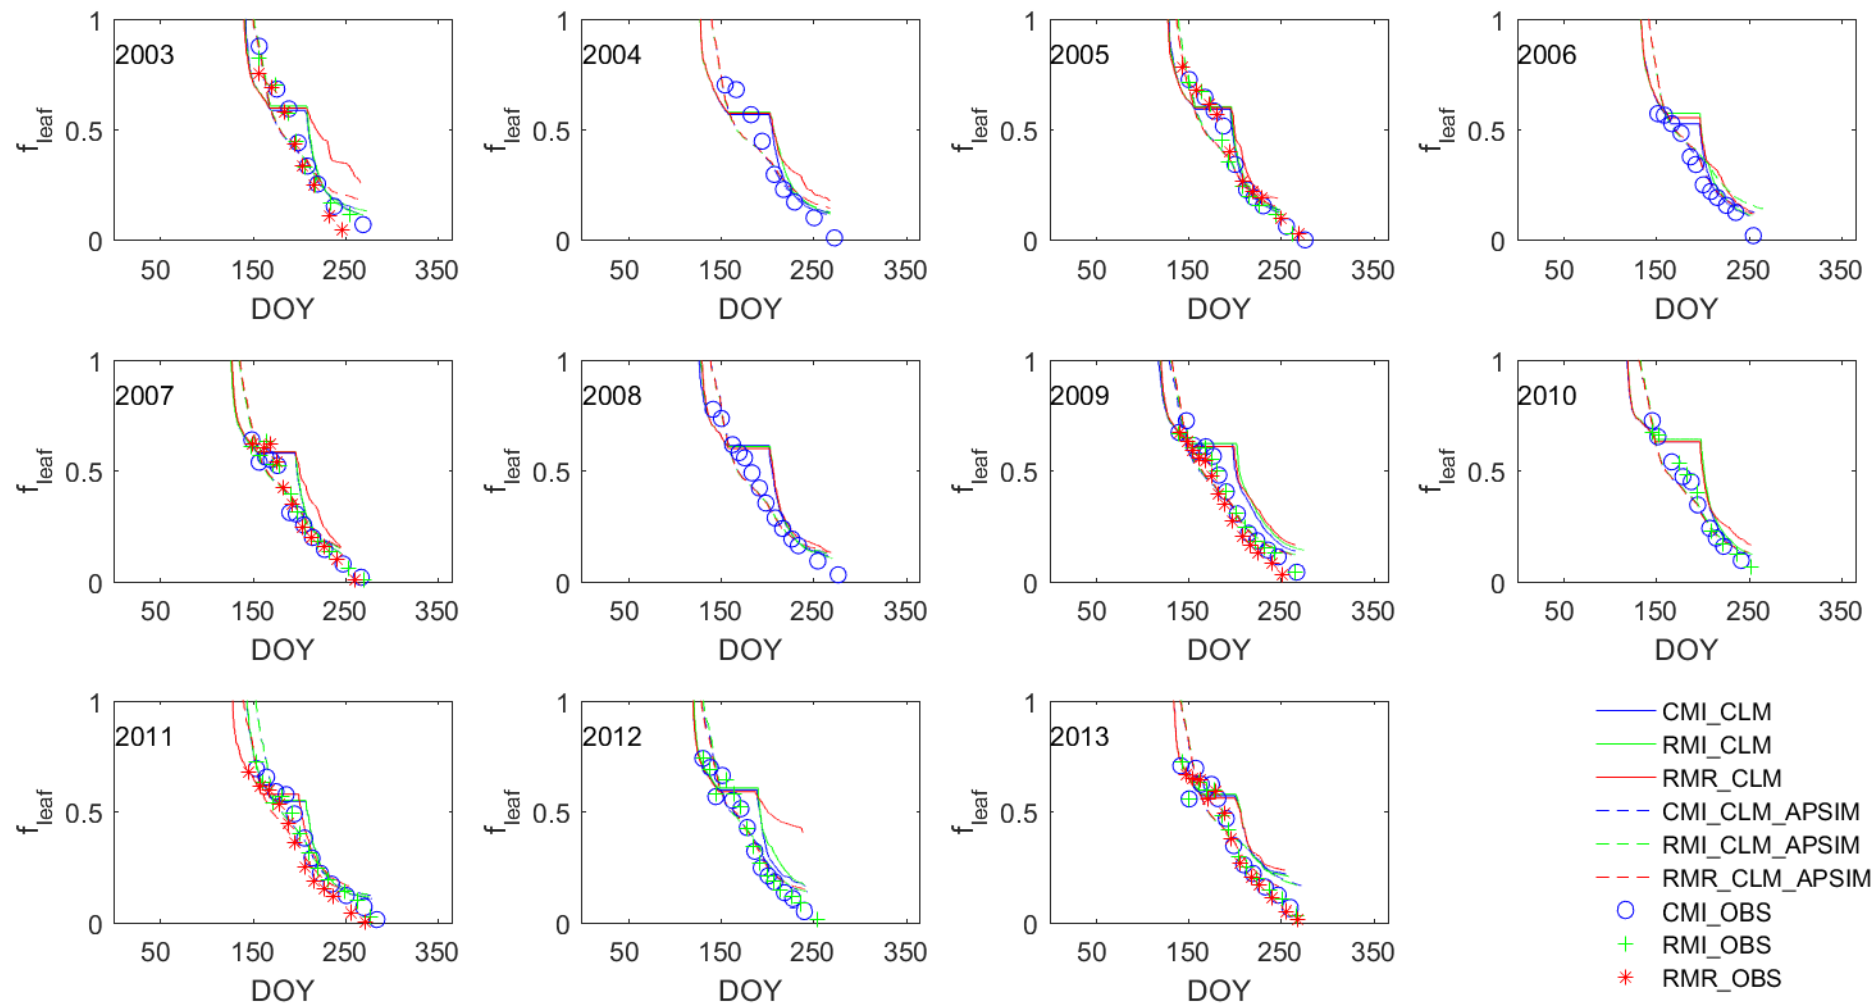 1
0.5
0
f_leaf
2003
50 150 250 350
DOY
1
0.5
0
f_leaf
2004
50 150 250 350
DOY
1
0.5
0
f_leaf
2005
50 150 250 350
DOY
1
0.5
0
f_leaf
2006
50 150 250 350
DOY
1
0.5
0
f_leaf
2007
50 150 250 350
DOY
1
0.5
0
f_leaf
2008
50 150 250 350
DOY
1
0.5
0
f_leaf
2009
50 150 250 350
DOY
1
0.5
0
f_leaf
2010
50 150 250 350
DOY
1
0.5
0
f_leaf
2011
50 150 250 350
DOY
1
0.5
0
f_leaf
2012
50 150 250 350
DOY
1
0.5
0
f_leaf
2013
50 150 250 350
DOY
CMI_CLM
RMI_CLM
RMR_CLM
CMI_CLM_APSIM
RMI_CLM_APSIM
RMR_CLM_APSIM
CMI_OBS
RMI_OBS
RMR_OBS